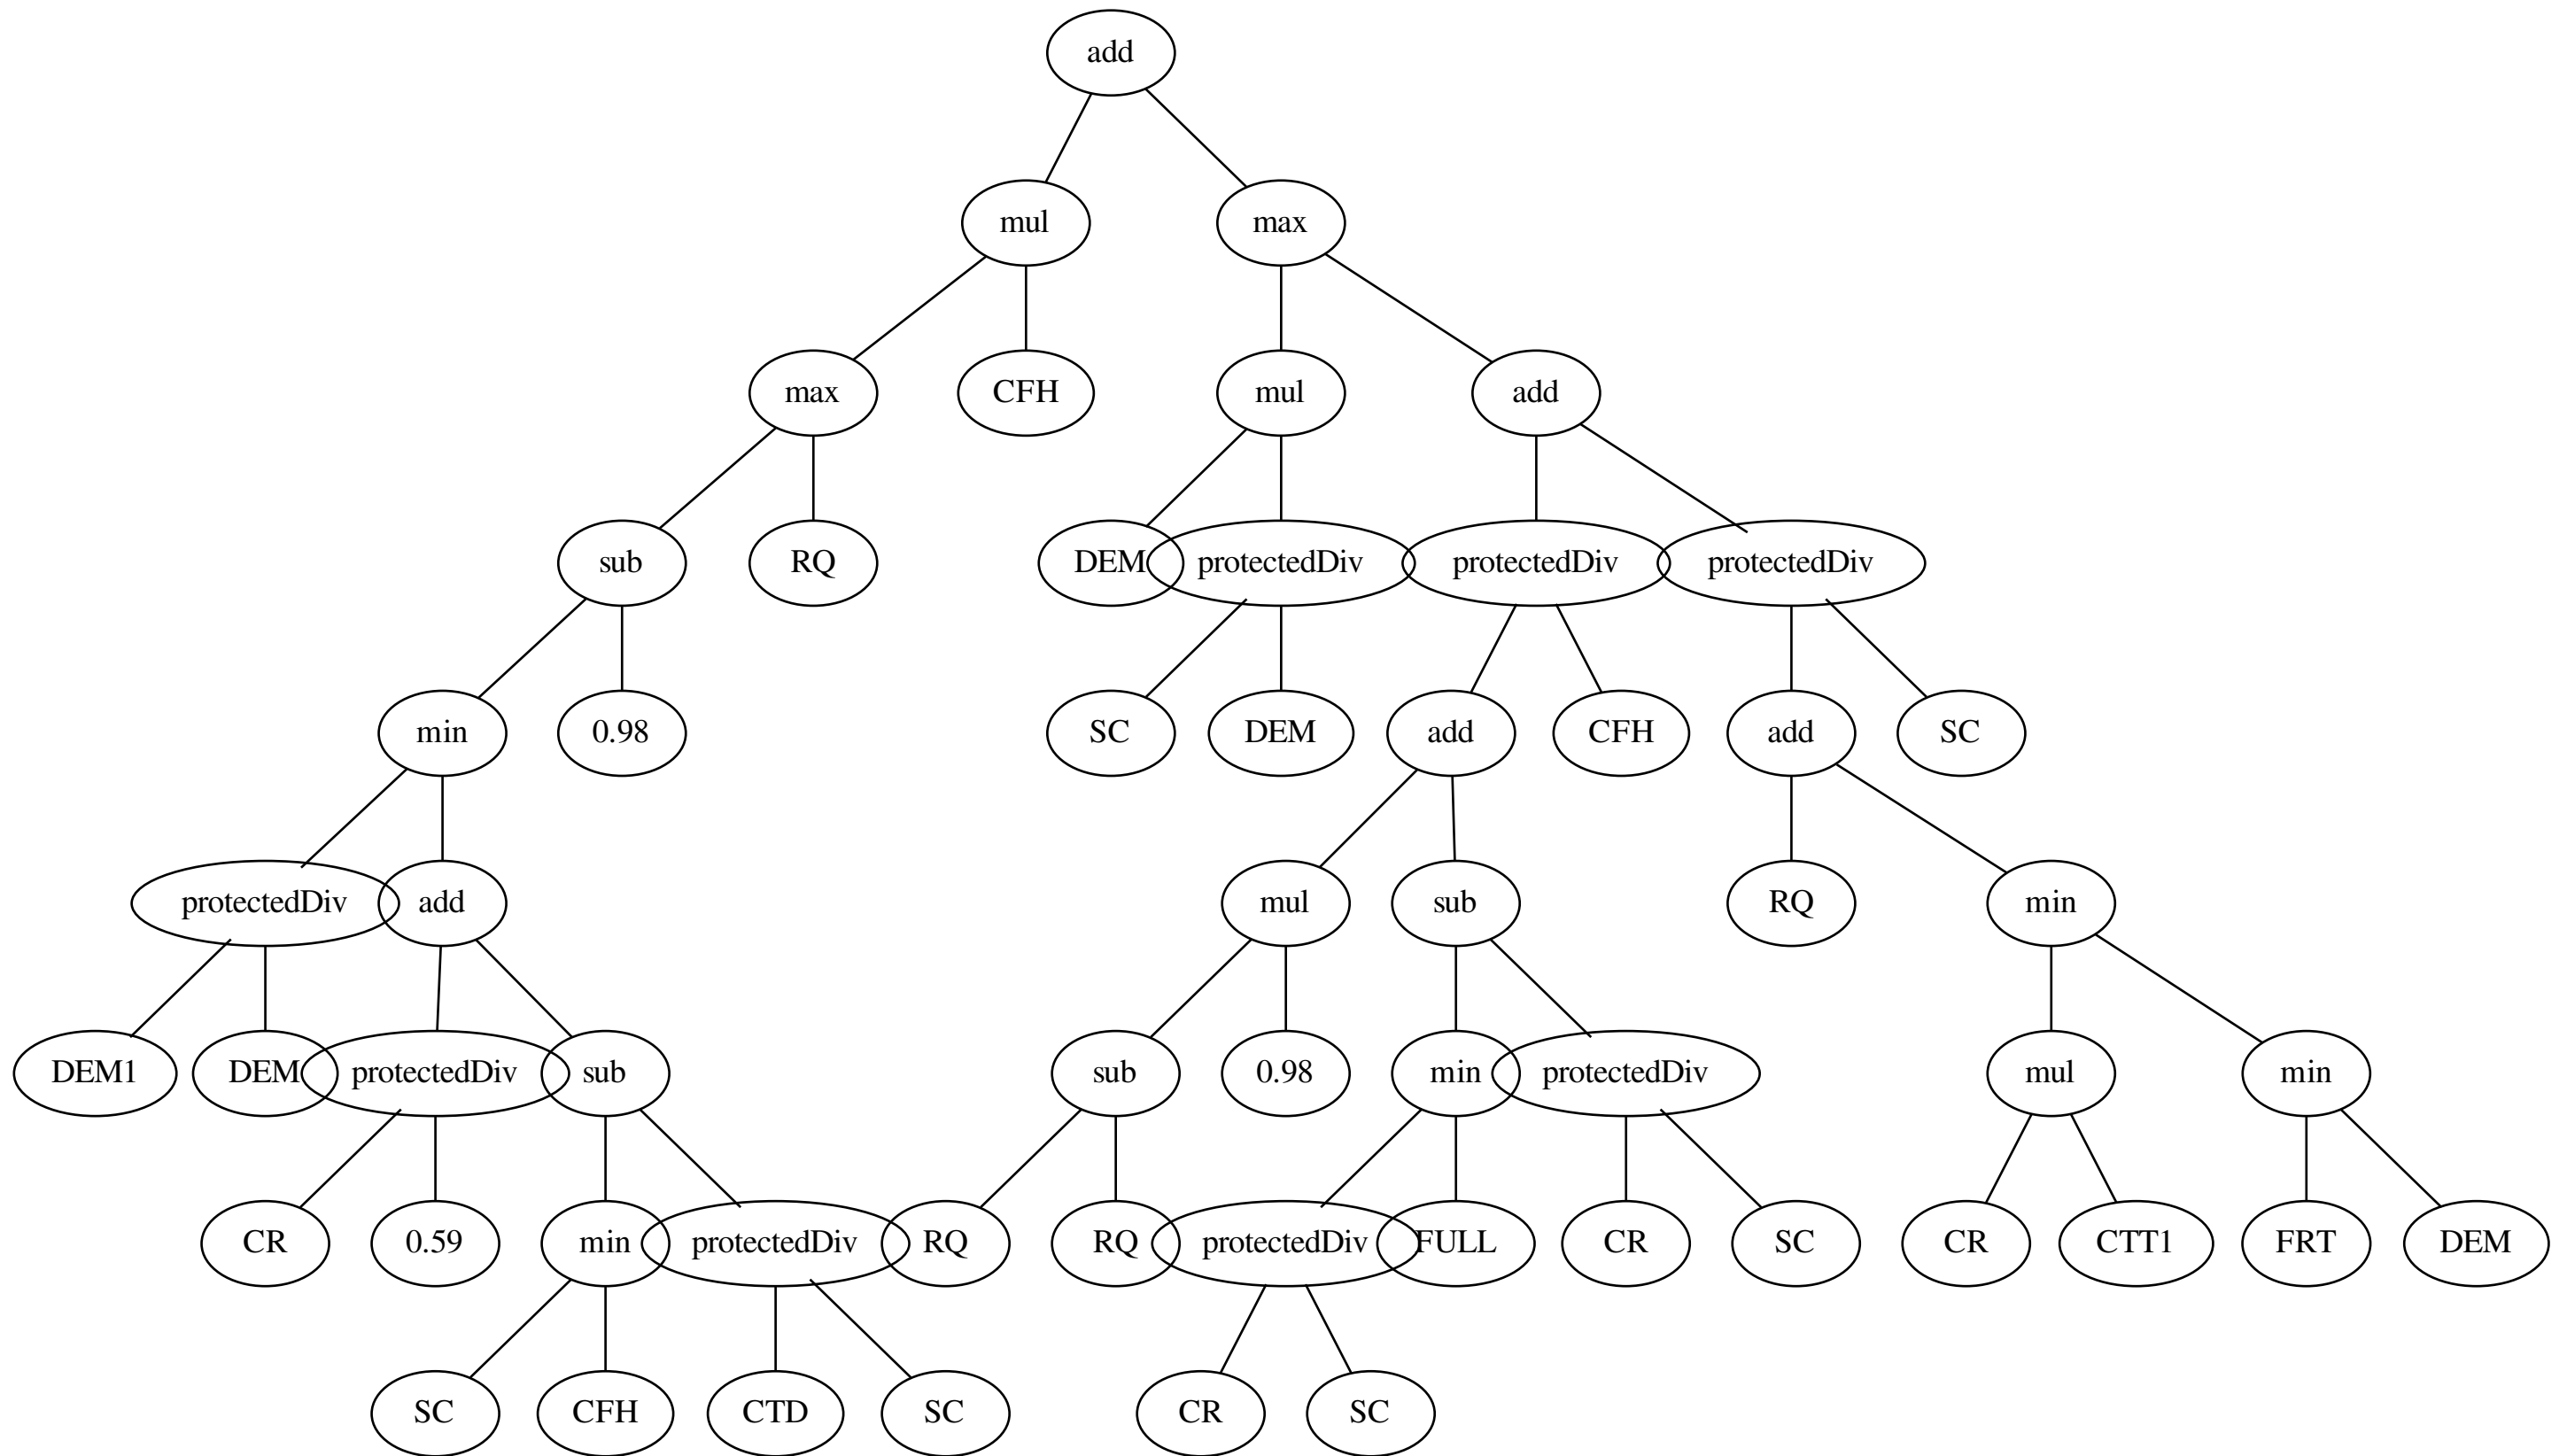 add
mul max
max CFH mul add
sub RQ DEM protectedDiv protectedDiv protectedDiv
min 0.98 SC DEM add CFH add SC
protectedDiv add mul sub RQ min
DEM1 DEM protectedDiv sub sub 0.98 min protectedDiv mul min
CR 0.59 min protectedDiv RQ RQ protectedDiv FULL CR SC CR CTT1 FRT DEM
SC CFH CTD SC CR SC